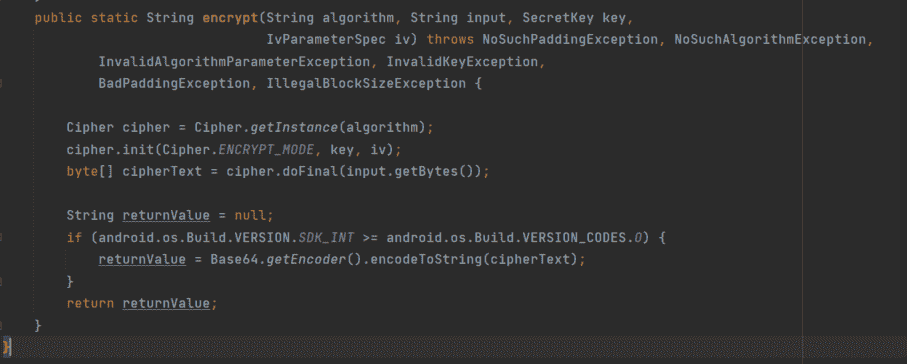 public static String encrypt(String algorithm, String input, SecretKey key,
IvParameterSpec iv) throws NoSuchPaddingException, NoSuchAlgorithmException,
InvalidAlgorithmParameterException, InvalidKeyException,
BadPaddingException, IllegalBlockSizeException {
Cipher cipher = Cipher.getInstance(algorithm);
cipher.init(Cipher.ENCRYPT_MODE, key, iv);
byte[] cipherText = cipher.doFinal(input.getBytes());
String returnValue = null;
if (android.os.Build.VERSION.SDK_INT >= android.os.Build.VERSION_CODES.O) {
returnValue = Base64.getEncoder().encodeToString(cipherText);
}
return returnValue;
}
}